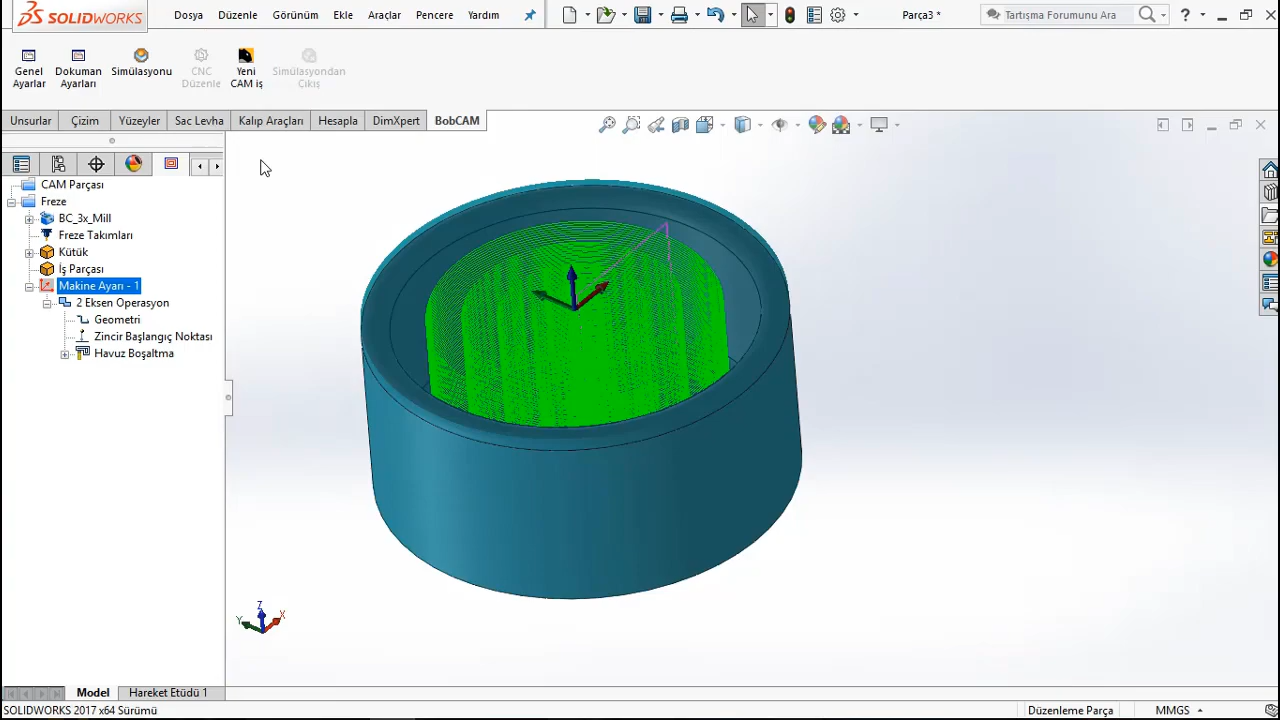 SOLIDWORKS
Dosya
Düzenle
Görünüm
Ekle
Araçlar
Pencere
Yardım
Parça3 *
Tartışma Forumunu Ara
?
Genel
Ayarlar
Dokuman
Ayarları
Simülasyonu
CNC
Düzenle
Yeni
CAM iş
Simülasyondan
Çıkış
Unsurlar
Çizim
Yüzeyler
Sac Levha
Kalıp Araçları
Hesapla
DimXpert
BobCAM
CAM Parçası
Freze
BC_3x_Mill
Freze Takımları
Kütük
İş Parçası
Makine Ayarı - 1
2 Eksen Operasyon
Geometri
Zincir Başlangıç Noktası
Havuz Boşaltma
Z
Y
X
Model
Hareket Etüdü 1
SOLIDWORKS 2017 x64 Sürümü
Düzenleme Parça
MMGS